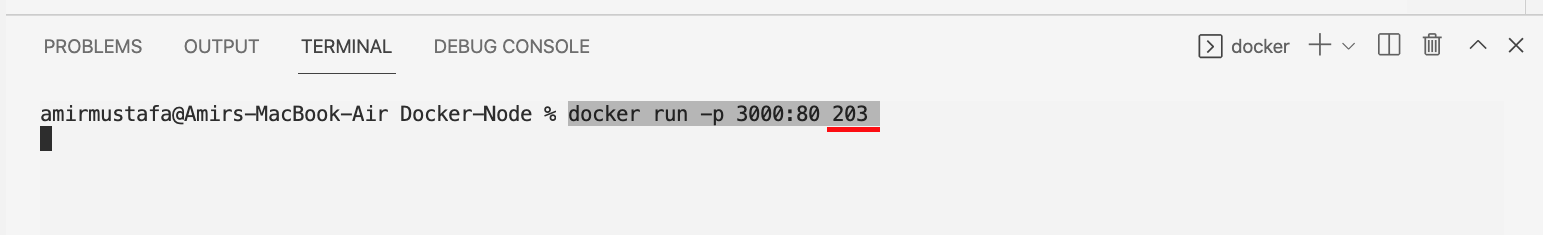 PROBLEMS OUTPUT TERMINAL DEBUG CONSOLE docker
amirmustafa@Amirs-MacBook-Air Docker-Node % docker run -p 3000:80 203